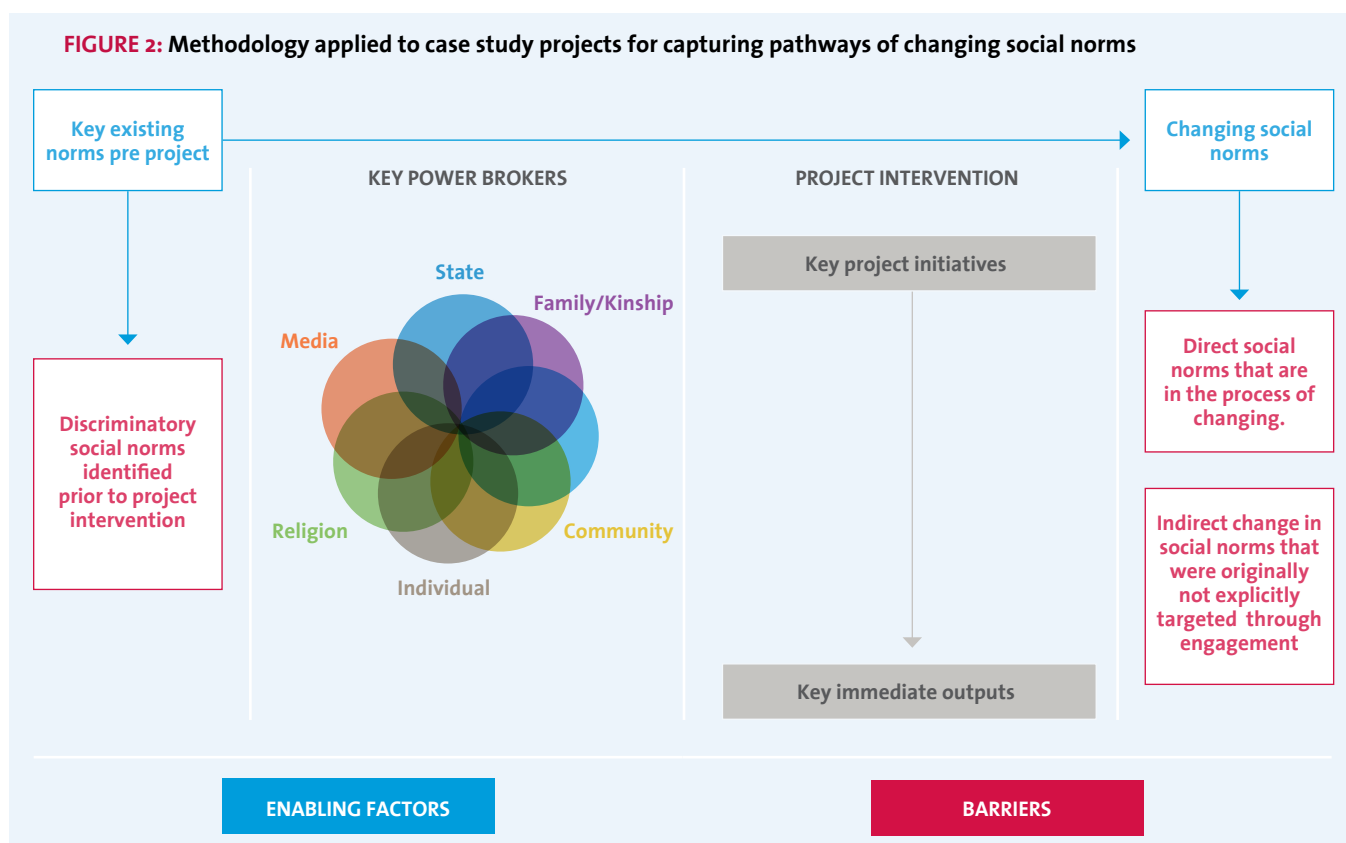 FIGURE 2: Methodology applied to case study projects for capturing pathways of changing social norms
Key existing
norms pre project
Discriminatory
social norms
identified
prior to project
intervention
KEY POWER BROKERS
State
Family/Kinship
Media
Religion
Community
Individual
PROJECT INTERVENTION
Key project initiatives
Key immediate outputs
Changing social
norms
Direct social
norms that are
in the process of
changing.
Indirect change in
social norms that
were originally
not explicitly
targeted through
engagement
ENABLING FACTORS
BARRIERS